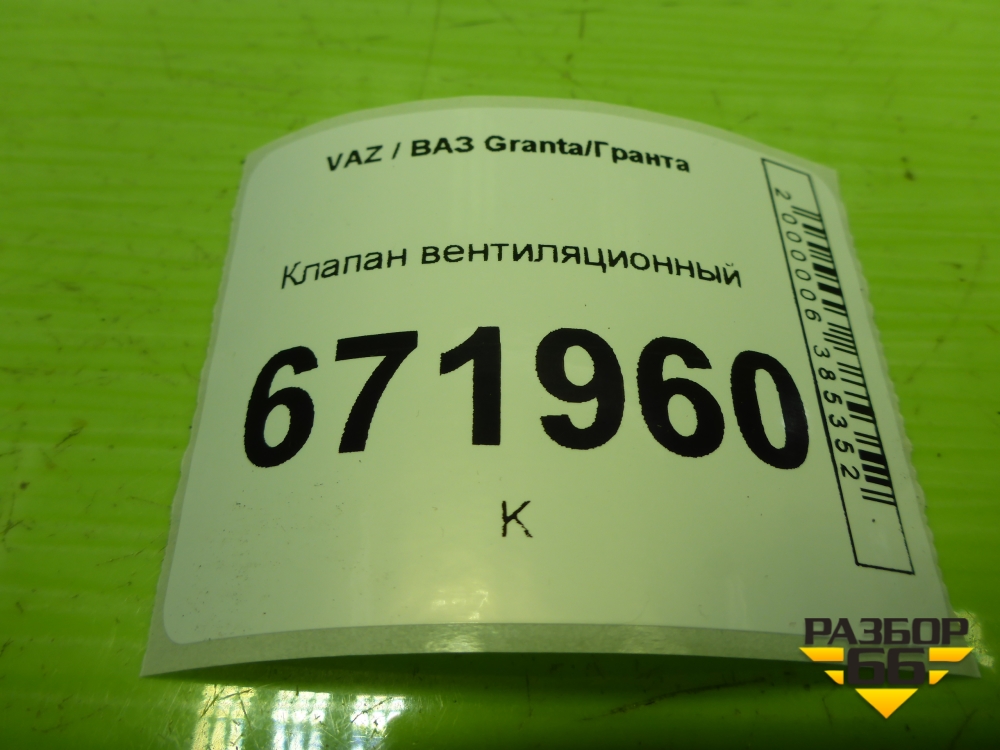 VAZ / ВАЗ Granta/Гранта
Клапан вентиляционный
671960
К
2000006385352
РАЗБОР
66